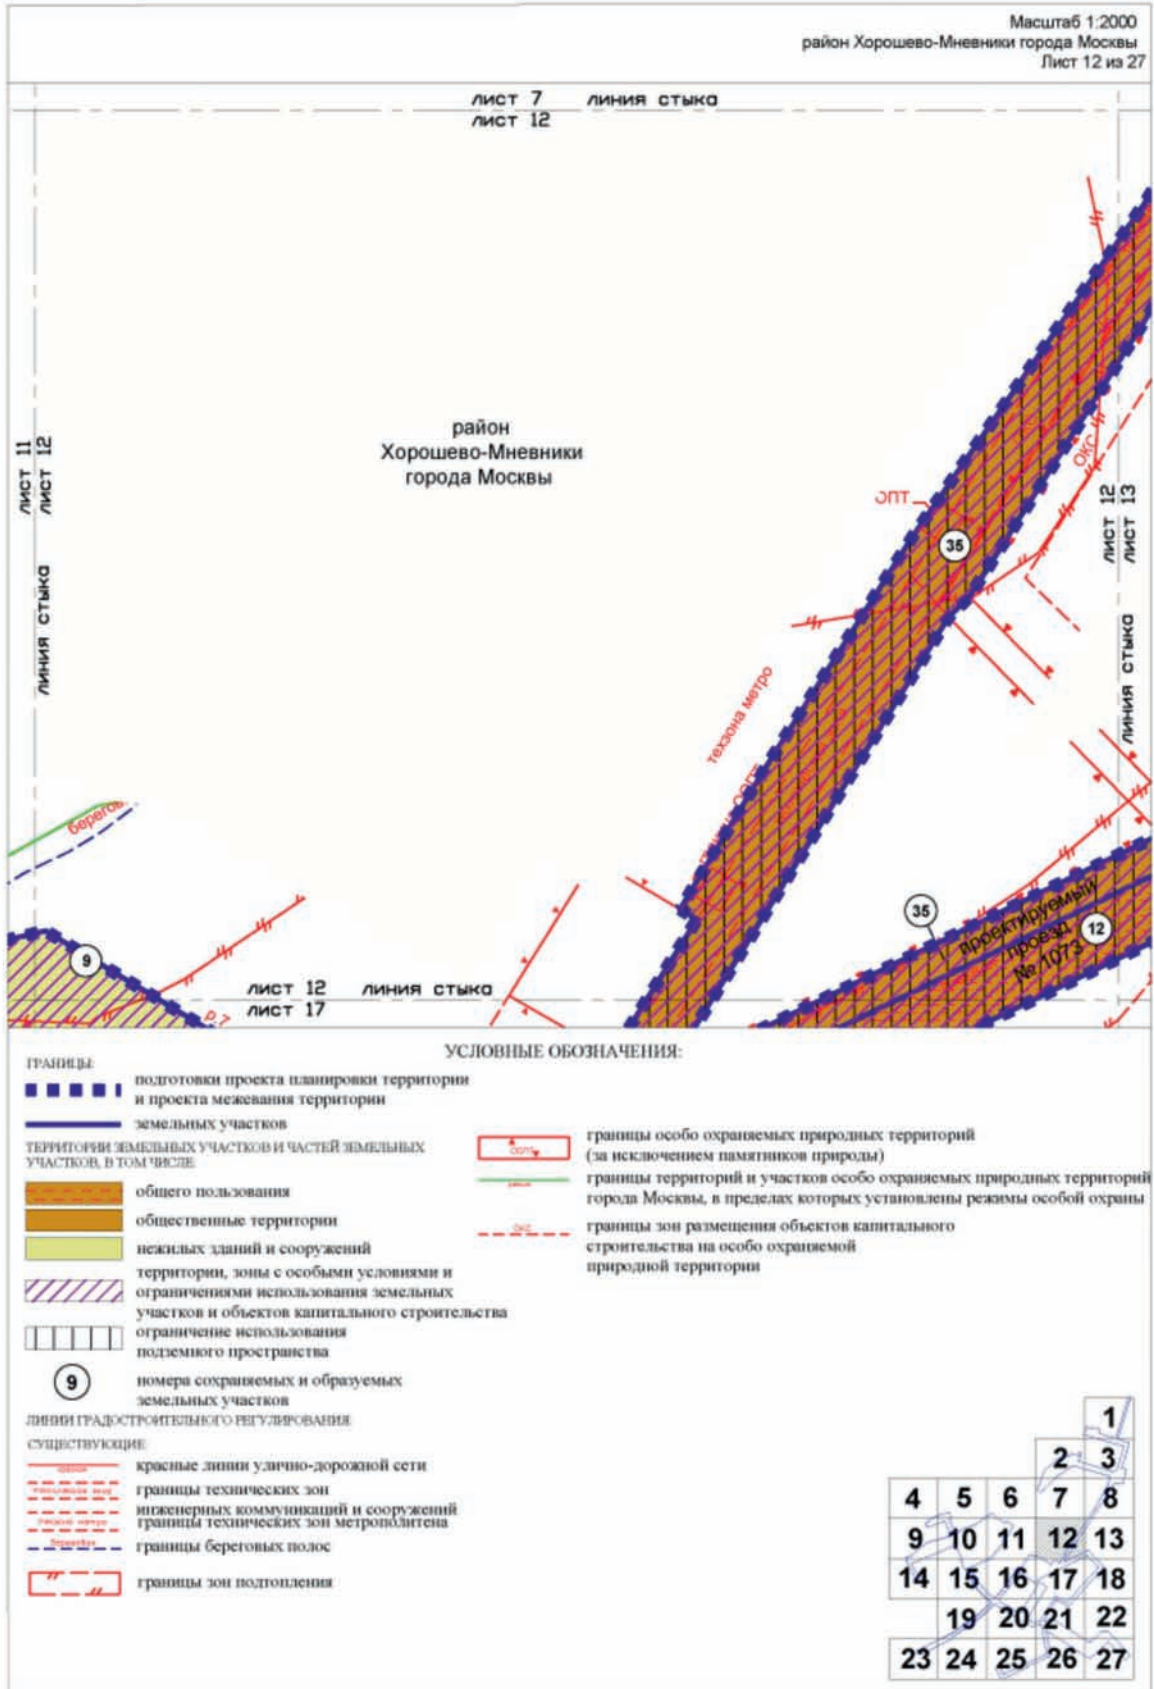 Масштаб 1:2000
район Хорошево-Мневники города Москвы
Лист 12 из 27
лист 7 линия стыка
лист 12
лист 11
лист 12
линия стыка
район
Хорошево-Мневники
города Москвы
ОПТ
35
ОКС
лист 12
лист 13
линия стыка
техзона метро
берегов
35
проектируемый
проезд
№ 1073
12
9
лист 12 линия стыка
лист 17
р.7
УСЛОВНЫЕ ОБОЗНАЧЕНИЯ:
ГРАНИЦЫ:
подготовки проекта планировки территории
и проекта межевания территории
земельных участков
ТЕРРИТОРИИ ЗЕМЕЛЬНЫХ УЧАСТКОВ И ЧАСТЕЙ ЗЕМЕЛЬНЫХ
УЧАСТКОВ, В ТОМ ЧИСЛЕ
общего пользования
общественные территории
нежилых зданий и сооружений
территории, зоны с особыми условиями и
ограничениями использования земельных
участков и объектов капитального строительства
ограничение использования
подземного пространства
9
номера сохраняемых и образуемых
земельных участков
ЛИНИИ ГРАДОСТРОИТЕЛЬНОГО РЕГУЛИРОВАНИЯ
СУЩЕСТВУЮЩИЕ
красные линии улично-дорожной сети
границы технических зон
инженерных коммуникаций и сооружений
границы технических зон метрополитена
границы береговых полос
границы зон подтопления
ООПТ
границы особо охраняемых природных территорий
(за исключением памятников природы)
границы территорий и участков особо охраняемых природных территорий
города Москвы, в пределах которых установлены режимы особой охраны
ОКС
границы зон размещения объектов капитального
строительства на особо охраняемой
природной территории
1
2 3
4 5 6 7 8
9 10 11 12 13
14 15 16 17 18
19 20 21 22
23 24 25 26 27